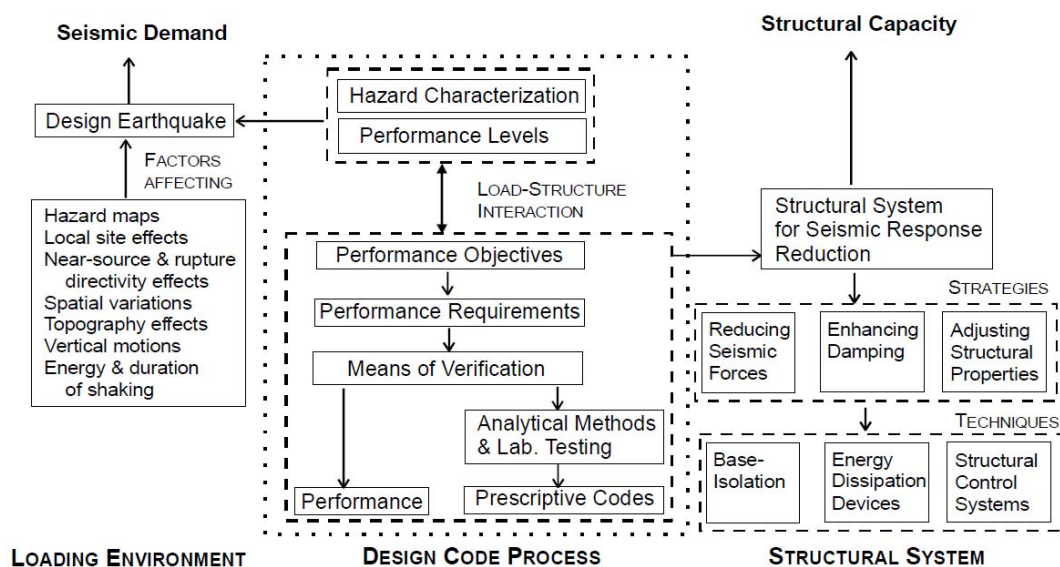 Seismic Demand
Design Earthquake
FACTORS
AFFECTING
Hazard maps
Local site effects
Near-source & rupture
directivity effects
Spatial variations
Topography effects
Vertical motions
Energy & duration
of shaking
LOADING ENVIRONMENT
Hazard Characterization
Performance Levels
LOAD-STRUCTURE
INTERACTION
Performance Objectives
Performance Requirements
Means of Verification
Analytical Methods
& Lab. Testing
Performance
Prescriptive Codes
DESIGN CODE PROCESS
Structural Capacity
Structural System
for Seismic Response
Reduction
STRATEGIES
Reducing
Seismic
Forces
Enhancing
Damping
Adjusting
Structural
Properties
TECHNIQUES
Base-
Isolation
Energy
Dissipation
Devices
Structural
Control
Systems
STRUCTURAL SYSTEM